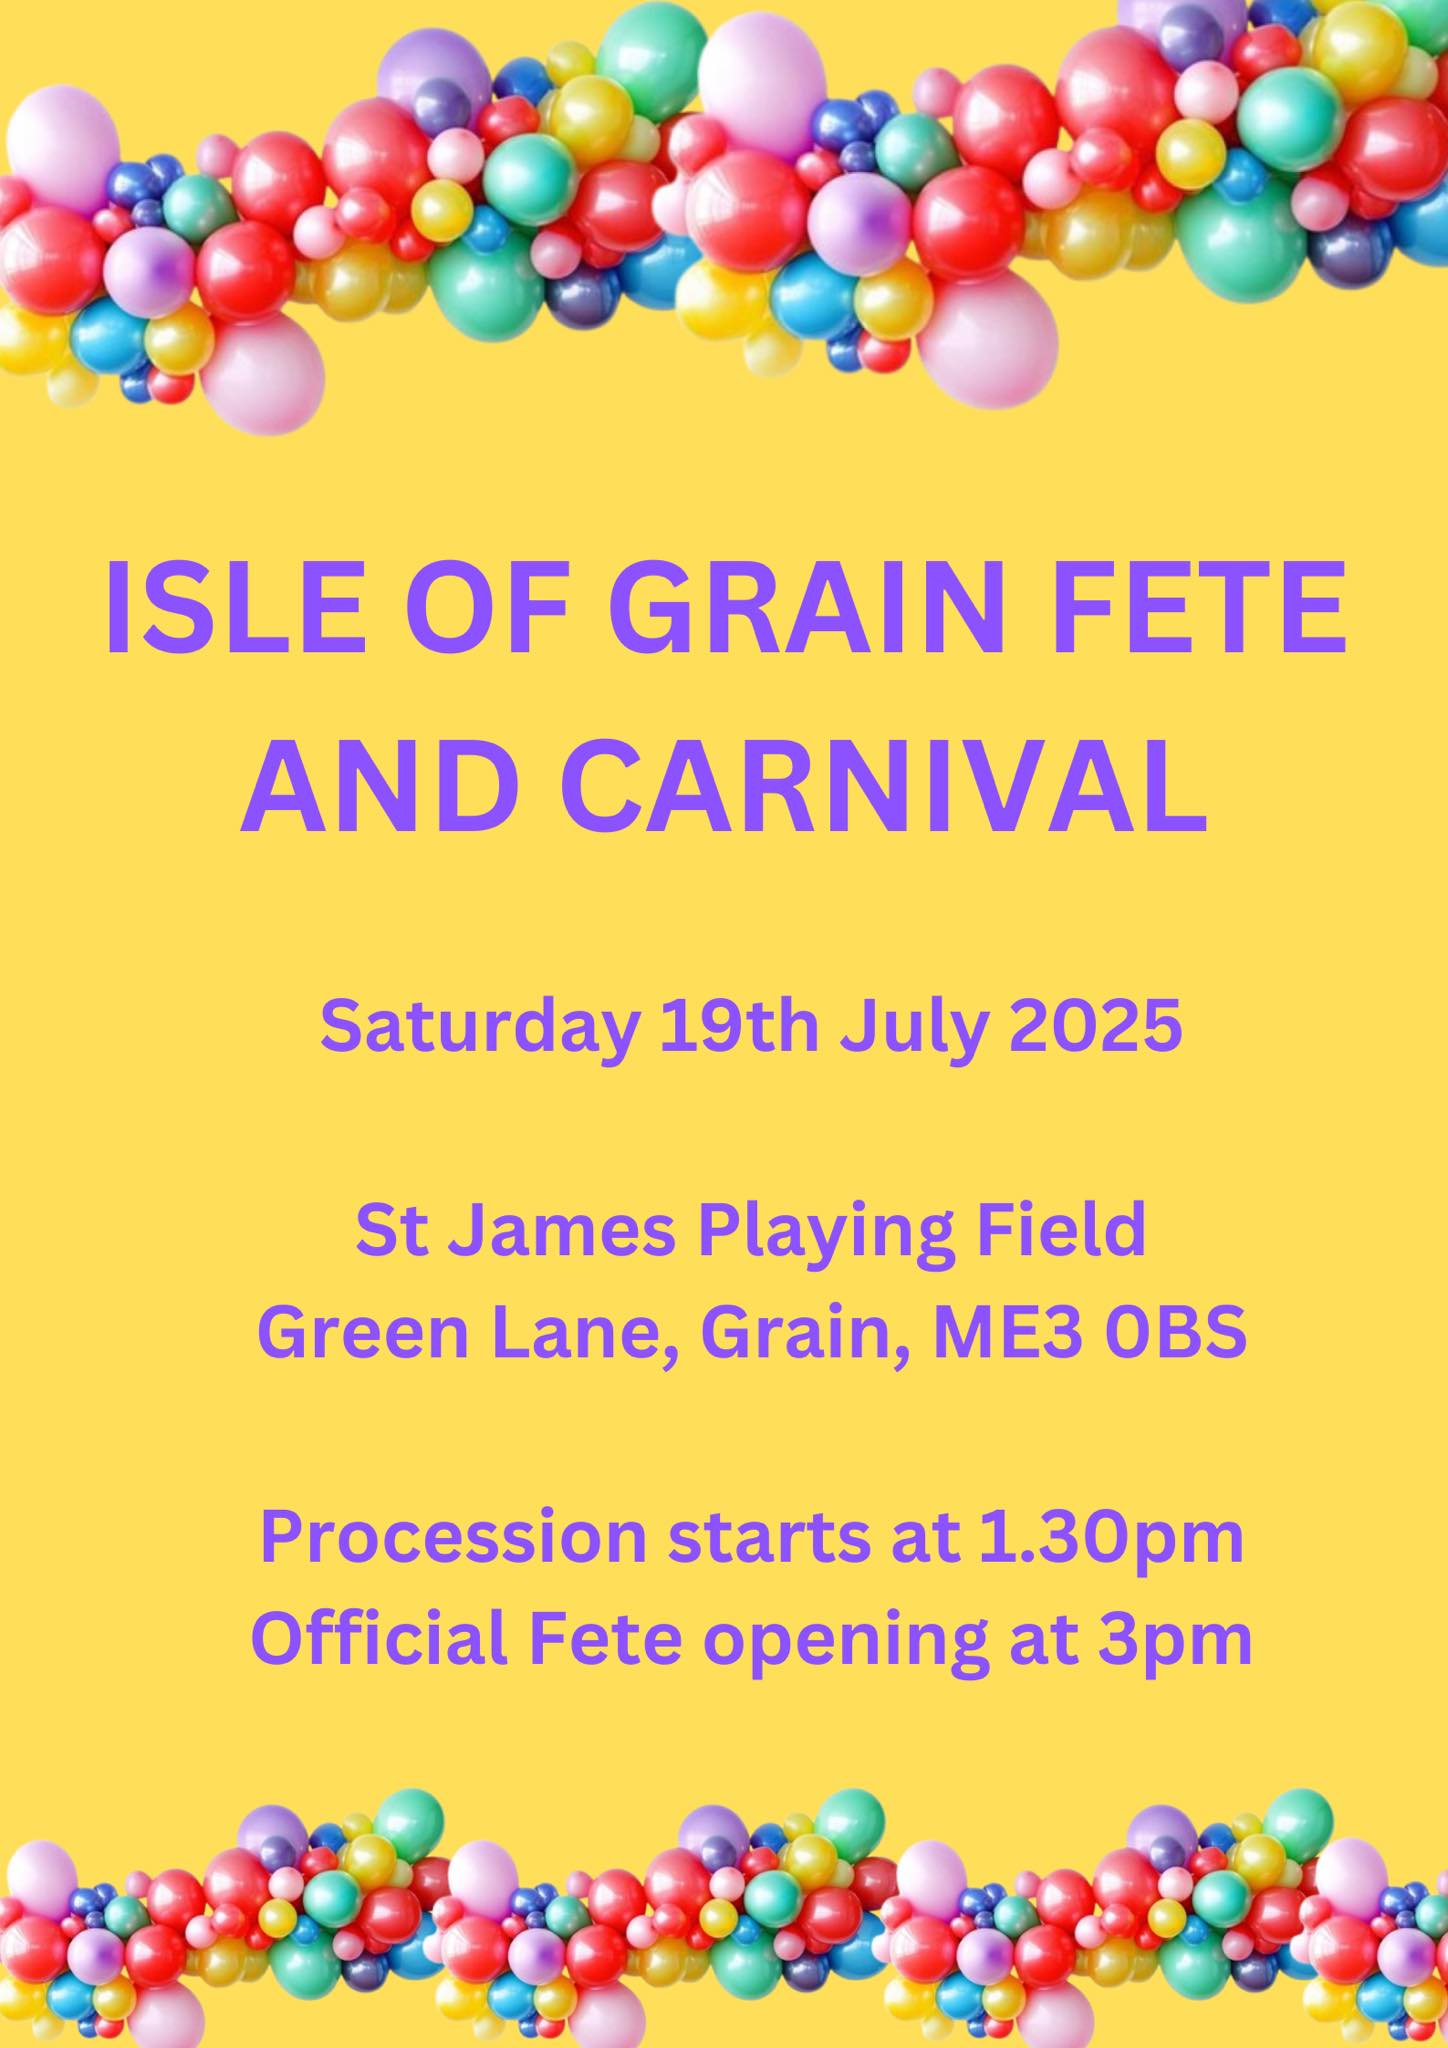 ISLE OF GRAIN FETE
AND CARNIVAL
Saturday 19th July 2025
St James Playing Field
Green Lane, Grain, ME3 0BS
Procession starts at 1.30pm
Official Fete opening at 3pm